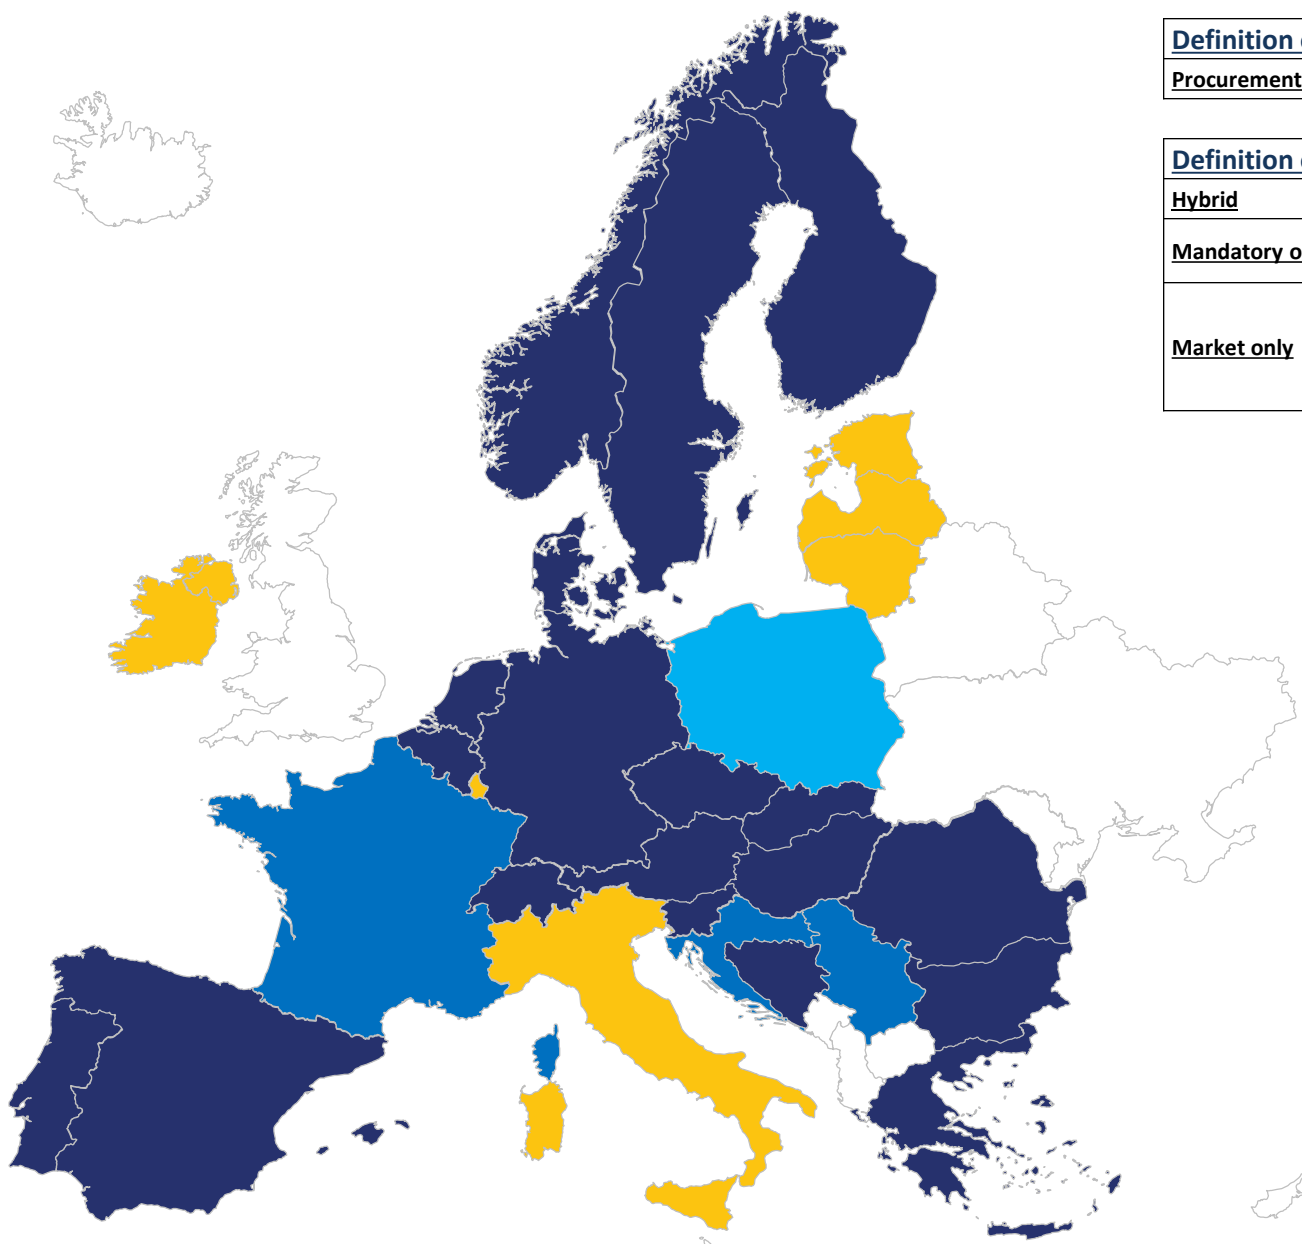 Definition
Procurement
Definition
Hybrid
Mandatory
Market only